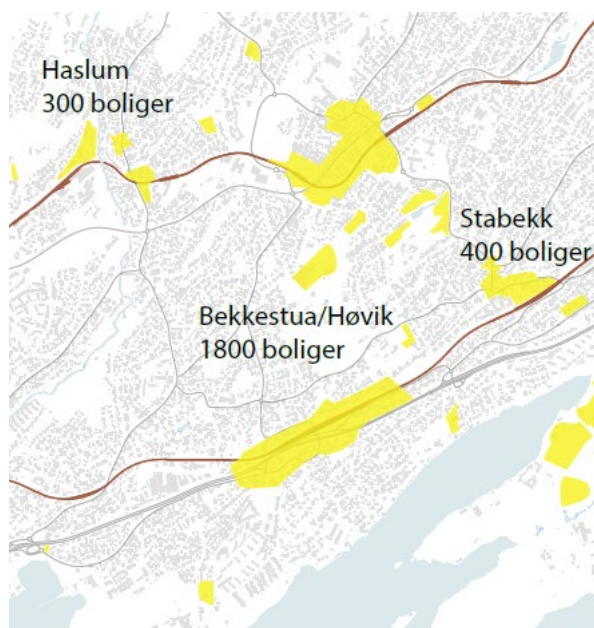 Haslum
300 boliger
Stabekk
400 boliger
Bekkestua/Høvik
1800 boliger